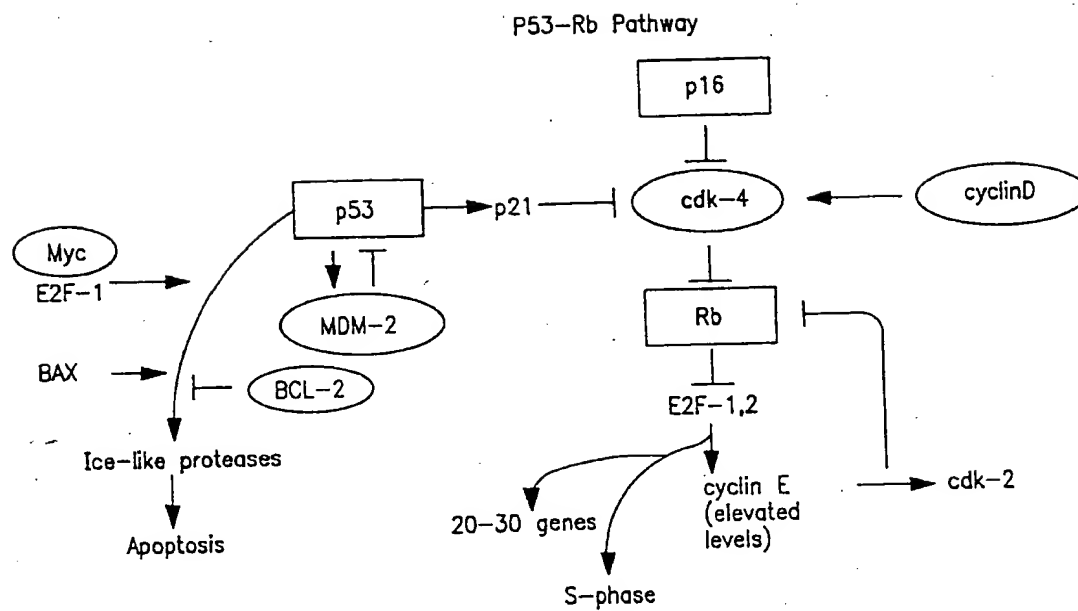 P53-Rb Pathway
p16
p53
p21
cdk-4
cyclinD
Myc
E2F-1
MDM-2
Rb
BAX
BCL-2
E2F-1,2
Ice-like proteases
20-30 genes
cyclin E
(elevated
levels)
cdk-2
Apoptosis
S-phase